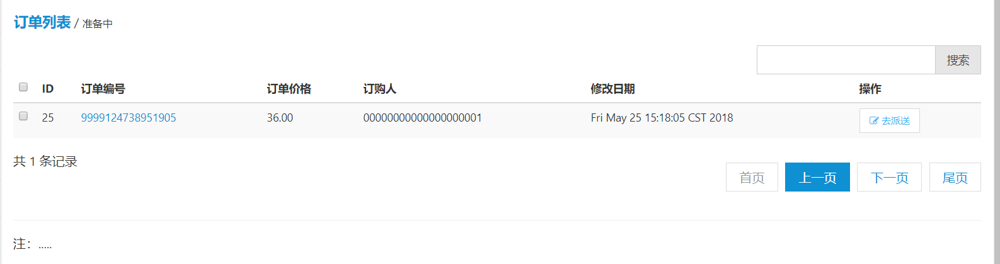 订单列表 / 准备中
搜索
ID 订单编号 订单价格 订购人 修改日期 操作
25 9999124738951905 36.00 00000000000000000001 Fri May 25 15:18:05 CST 2018 去派送
共 1 条记录
首页 上一页 下一页 尾页
注：.....